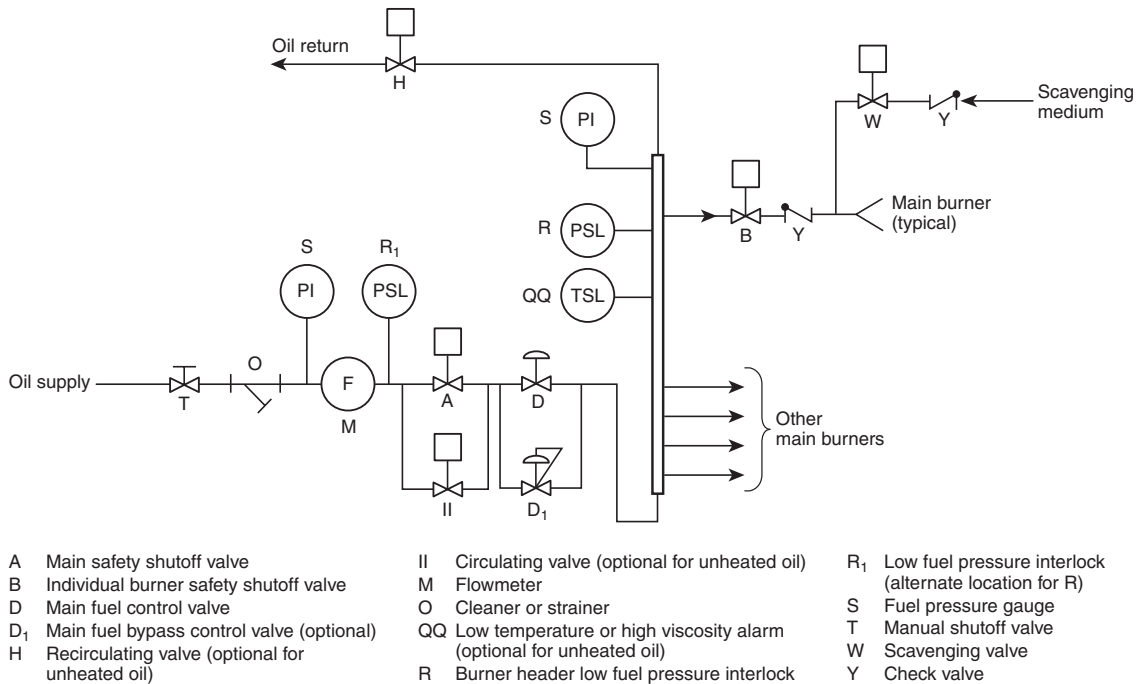 Oil return
H
S
PI
W
Y
Scavenging
medium
R
PSL
B
Y
Main burner
(typical)
QQ
TSL
S
PI
R₁
PSL
Oil supply
T
O
F
M
A
D
II
D₁
Other
main burners
A Main safety shutoff valve
B Individual burner safety shutoff valve
D Main fuel control valve
D₁ Main fuel bypass control valve (optional)
H Recirculating valve (optional for
unheated oil)
II Circulating valve (optional for unheated oil)
M Flowmeter
O Cleaner or strainer
QQ Low temperature or high viscosity alarm
(optional for unheated oil)
R Burner header low fuel pressure interlock
R₁ Low fuel pressure interlock
(alternate location for R)
S Fuel pressure gauge
T Manual shutoff valve
W Scavenging valve
Y Check valve